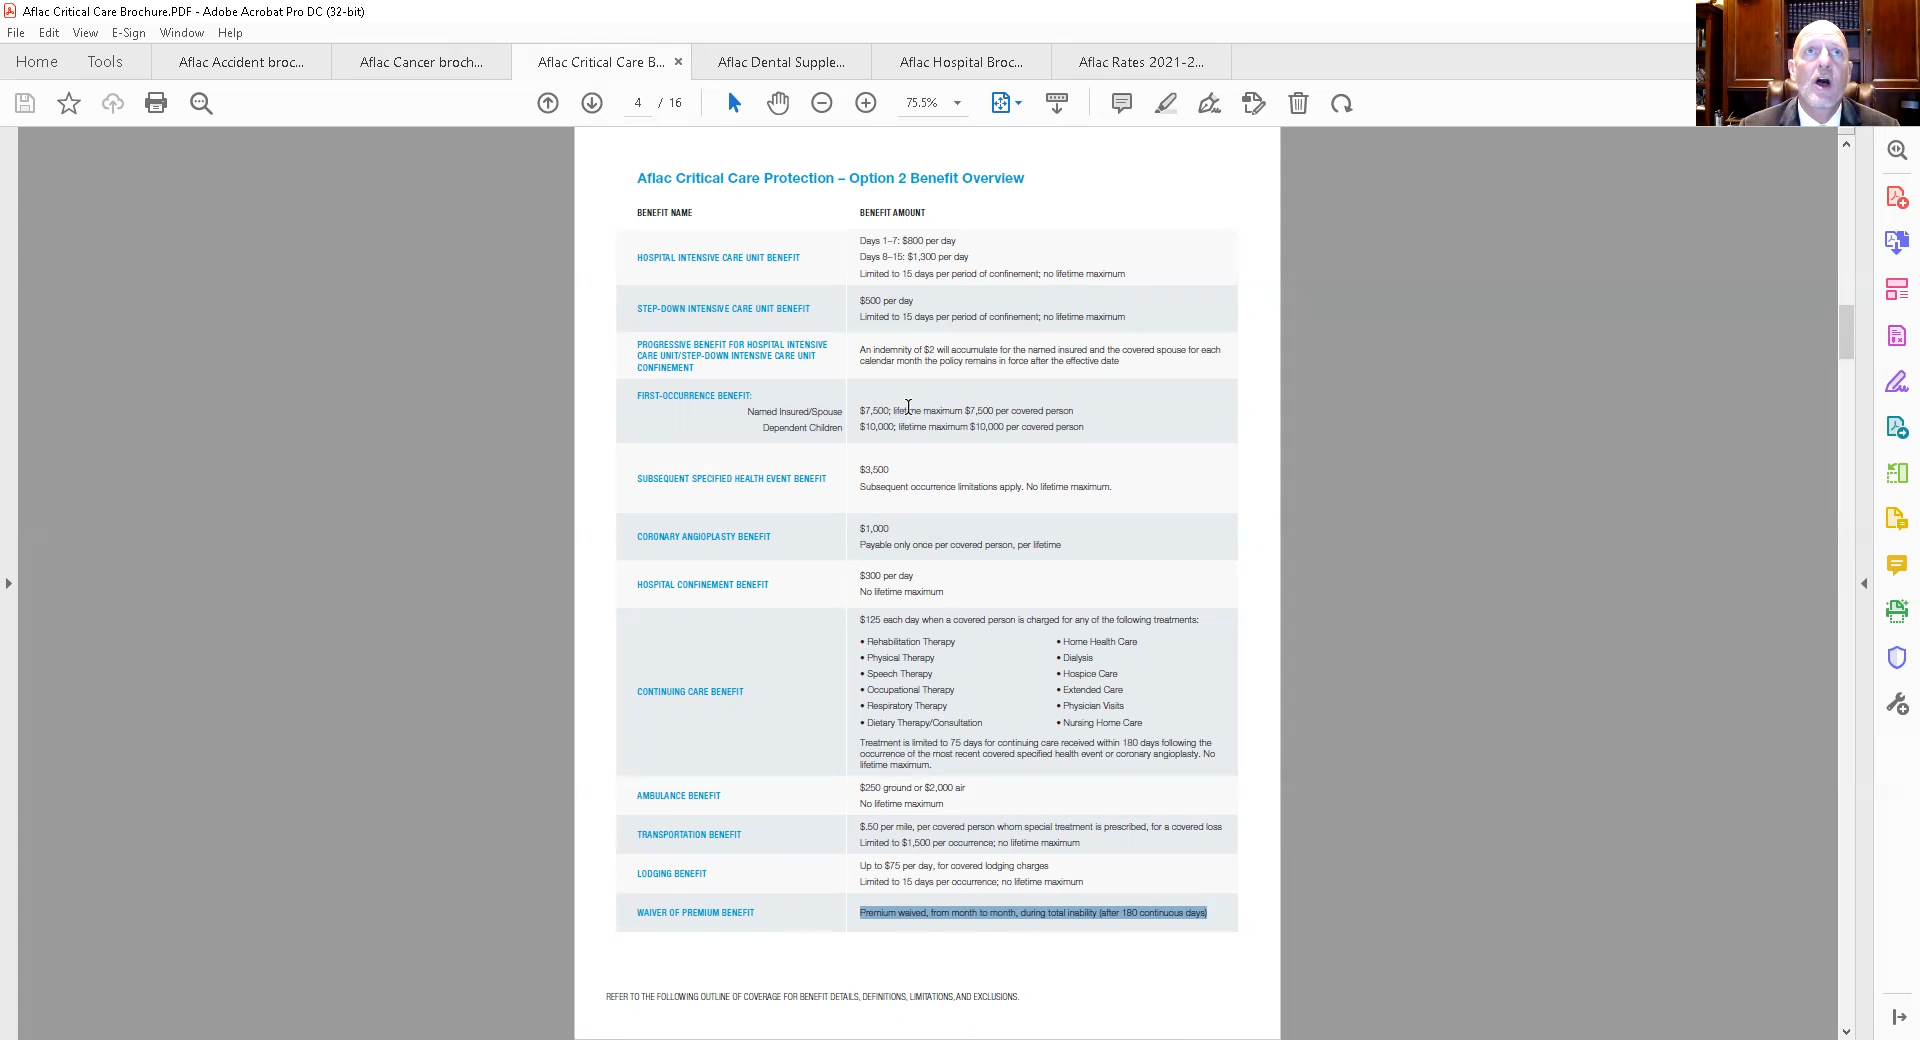 Aflac Critical Care Brochure.PDF - Adobe Acrobat Pro DC (32-bit)
File Edit View E-Sign Window Help
Home Tools Aflac Accident broc... Aflac Cancer broch... Aflac Critical Care B... × Aflac Dental Supple... Aflac Hospital Broc... Aflac Rates 2021-2...
4 / 16 75.5%
Aflac Critical Care Protection – Option 2 Benefit Overview
BENEFIT NAME BENEFIT AMOUNT
HOSPITAL INTENSIVE CARE UNIT BENEFIT
Days 1–7: $800 per day
Days 8–15: $1,300 per day
Limited to 15 days per period of confinement; no lifetime maximum
STEP-DOWN INTENSIVE CARE UNIT BENEFIT
$500 per day
Limited to 15 days per period of confinement; no lifetime maximum
PROGRESSIVE BENEFIT FOR HOSPITAL INTENSIVE
CARE UNIT/STEP-DOWN INTENSIVE CARE UNIT
CONFINEMENT
An indemnity of $2 will accumulate for the named insured and the covered spouse for each
calendar month the policy remains in force after the effective date
FIRST-OCCURRENCE BENEFIT:
Named Insured/Spouse $7,500; lifetime maximum $7,500 per covered person
Dependent Children $10,000; lifetime maximum $10,000 per covered person
SUBSEQUENT SPECIFIED HEALTH EVENT BENEFIT
$3,500
Subsequent occurrence limitations apply. No lifetime maximum.
CORONARY ANGIOPLASTY BENEFIT
$1,000
Payable only once per covered person, per lifetime
HOSPITAL CONFINEMENT BENEFIT
$300 per day
No lifetime maximum
CONTINUING CARE BENEFIT
$125 each day when a covered person is charged for any of the following treatments:
• Rehabilitation Therapy • Home Health Care
• Physical Therapy • Dialysis
• Speech Therapy • Hospice Care
• Occupational Therapy • Extended Care
• Respiratory Therapy • Physician Visits
• Dietary Therapy/Consultation • Nursing Home Care
Treatment is limited to 75 days for continuing care received within 180 days following the
occurrence of the most recent covered specified health event or coronary angioplasty. No
lifetime maximum.
AMBULANCE BENEFIT
$250 ground or $2,000 air
No lifetime maximum
TRANSPORTATION BENEFIT
$.50 per mile, per covered person whom special treatment is prescribed, for a covered loss
Limited to $1,500 per occurrence; no lifetime maximum
LODGING BENEFIT
Up to $75 per day, for covered lodging charges
Limited to 15 days per occurrence; no lifetime maximum
WAIVER OF PREMIUM BENEFIT
Premium waived, from month to month, during total inability (after 180 continuous days)
REFER TO THE FOLLOWING OUTLINE OF COVERAGE FOR BENEFIT DETAILS, DEFINITIONS, LIMITATIONS, AND EXCLUSIONS.